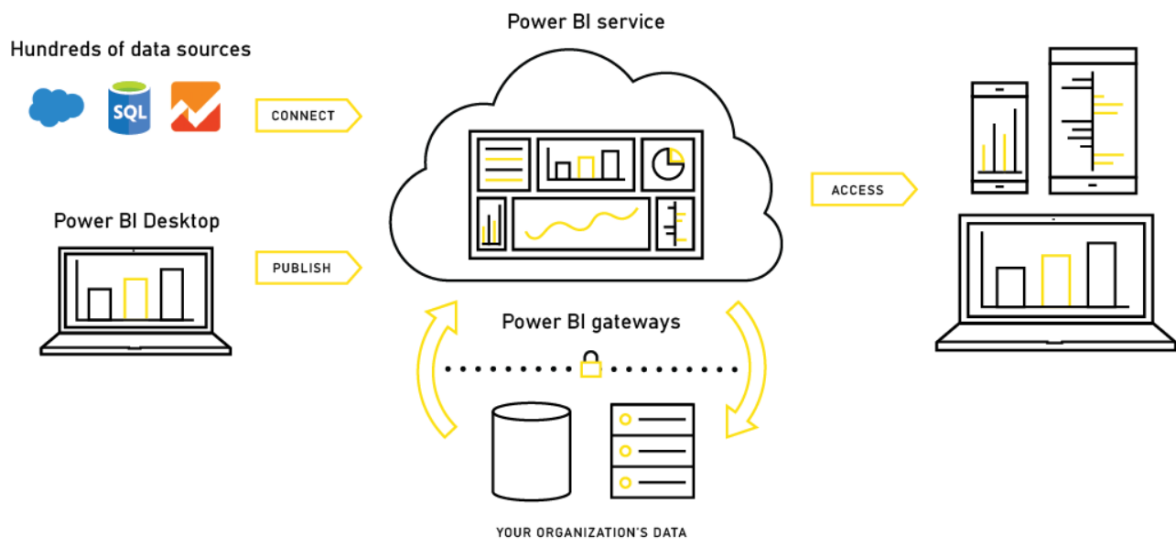 Power BI service
Hundreds of data sources
SQL
CONNECT
ACCESS
Power BI Desktop
PUBLISH
Power BI gateways
YOUR ORGANIZATION'S DATA